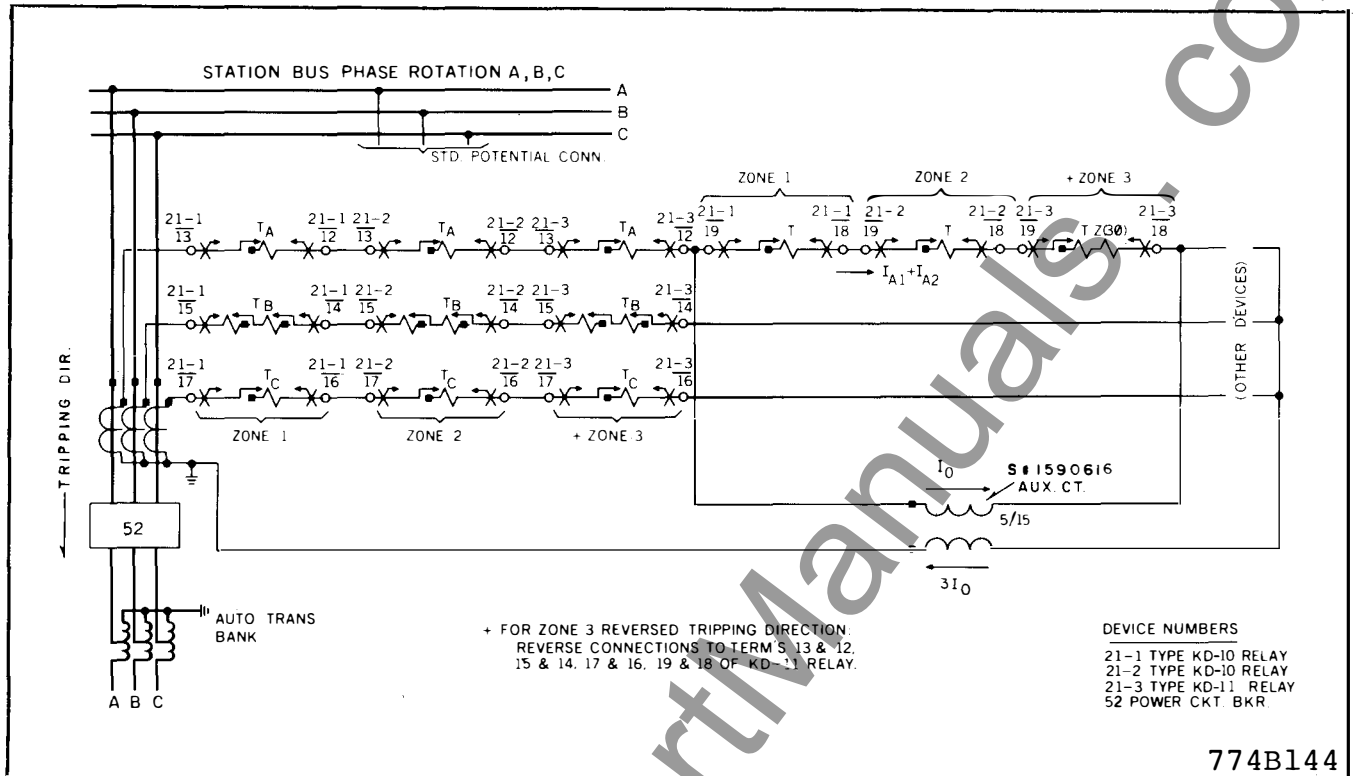 STATION BUS PHASE ROTATION A, B, C
A
B
C
STD. POTENTIAL CONN.
ZONE 1
ZONE 2
+ ZONE 3
21-1
13
TA
21-1
12
21-2
13
TA
21-2
12
21-3
13
TA
21-3
12
21-1
19
T
21-1
18
21-2
19
T
21-2
18
21-3
19
T
21-3
18
IA1+IA2
21-1
15
TB
21-1
14
21-2
15
TB
21-2
14
21-3
15
TB
21-3
14
21-1
17
TC
21-1
16
21-2
17
TC
21-2
16
21-3
17
TC
21-3
16
ZONE 1
ZONE 2
+ ZONE 3
(OTHER DEVICES)
TRIPPING DIR.
I0
S#1590616
AUX. CT.
5/15
3I0
52
AUTO TRANS
BANK
A B C
+ FOR ZONE 3 REVERSED TRIPPING DIRECTION:
REVERSE CONNECTIONS TO TERM'S 13 & 12,
15 & 14, 17 & 16, 19 & 18 OF KD-11 RELAY.
DEVICE NUMBERS
21-1 TYPE KD-10 RELAY
21-2 TYPE KD-10 RELAY
21-3 TYPE KD-11 RELAY
52 POWER CKT. BKR.
774B144